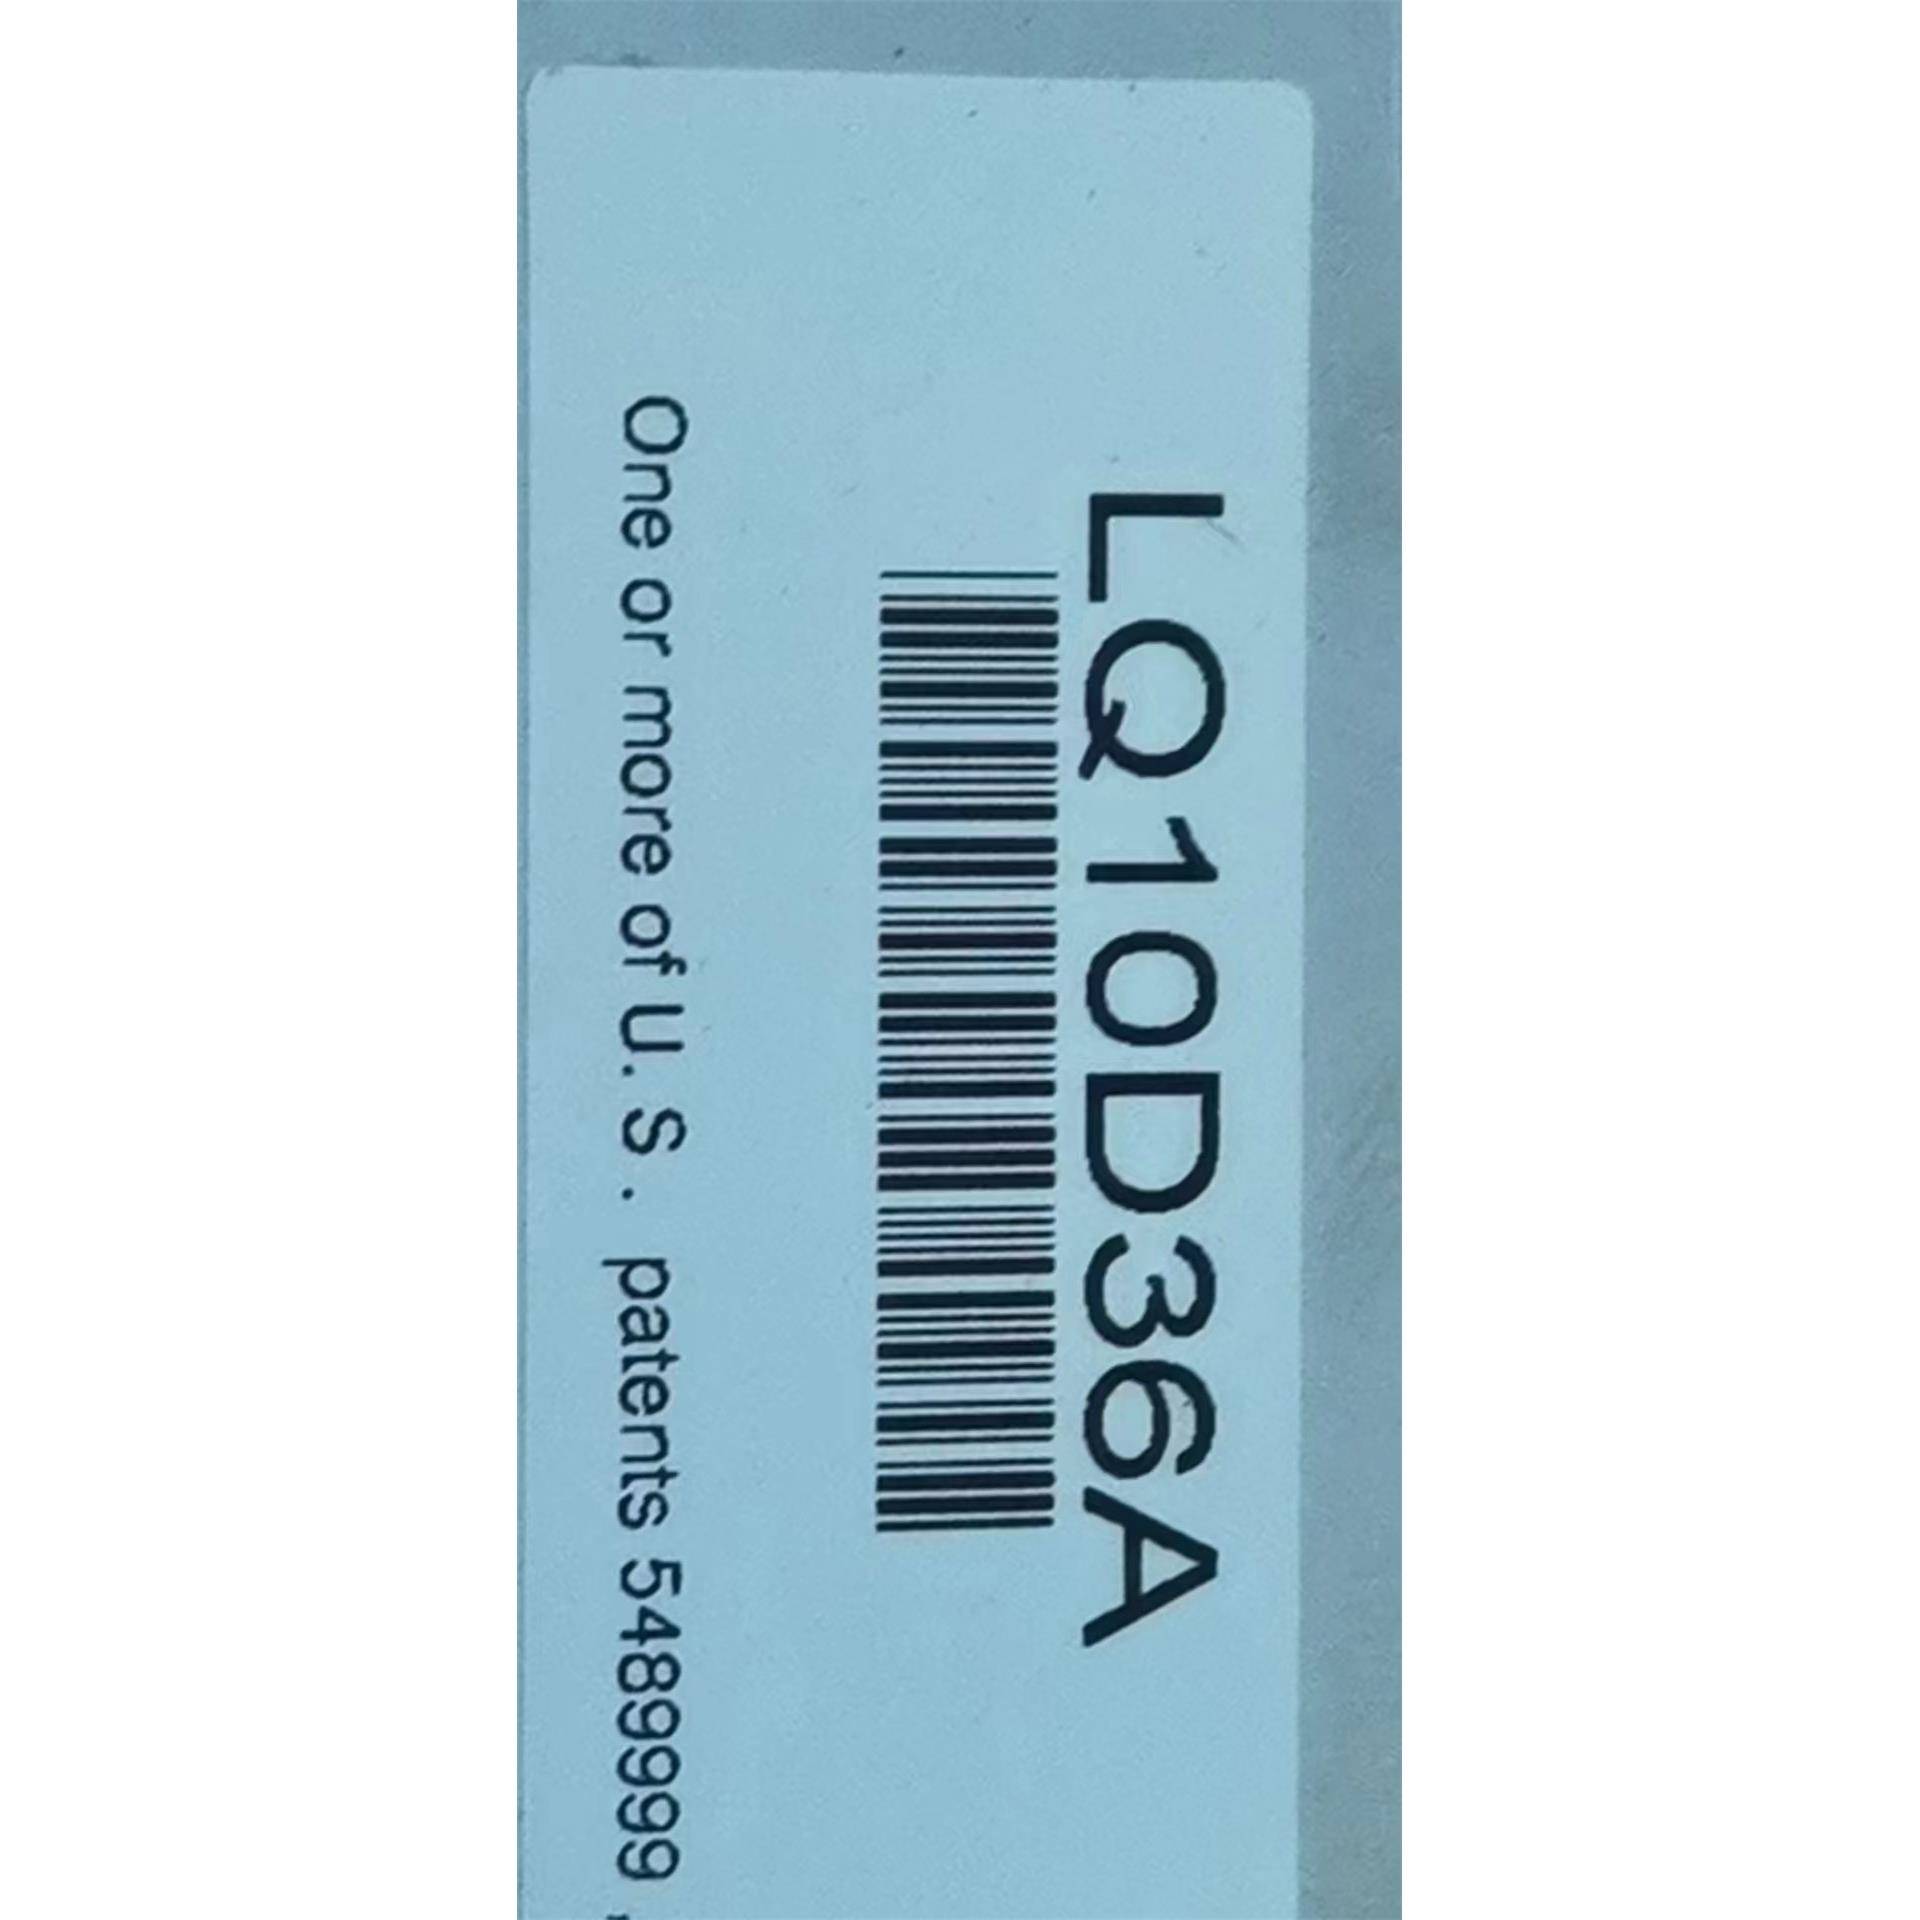 LQ10D36A
One or more of U. S. patents 5489999